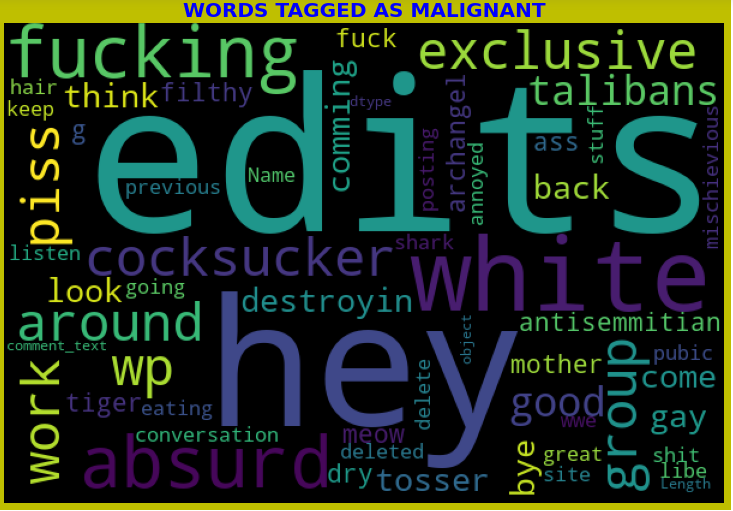 WORDS TAGGED AS MALIGNANT
fucking
fuck
exclusive
hair
think
filthy
comming
dtype
archangel
talibans
keep
edits
piss
g
previous
Name
posting
annoyed
ass
stuff
mischievious
back
listen
cocksucker
shark
white
look
going
destroyin
around
hey
object
antisemmitian
comment_text
wp
mother
group
pubic
come
work
tiger
eating
delete
good
wwe
gay
conversation
meow
absurd
deleted
dry
tosser
bye
great
site
shit
libe
Length